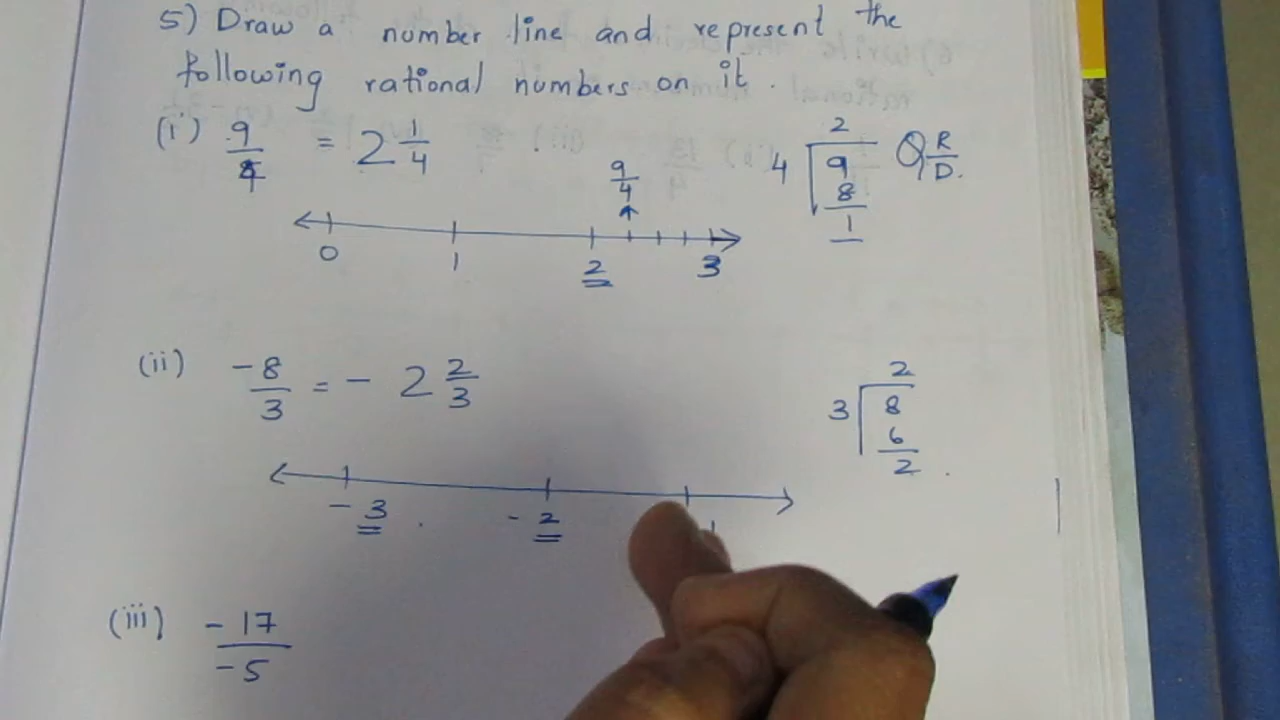 5) Draw a number line and represent the
following rational numbers on it.
(i) 9/4 = 2 1/4
2
4 9 Q R/D.
8
1
9/4
0 1 2 3
(ii) -8/3 = - 2 2/3
2
3 8
6
2
-3 -2
(iii) -17/-5